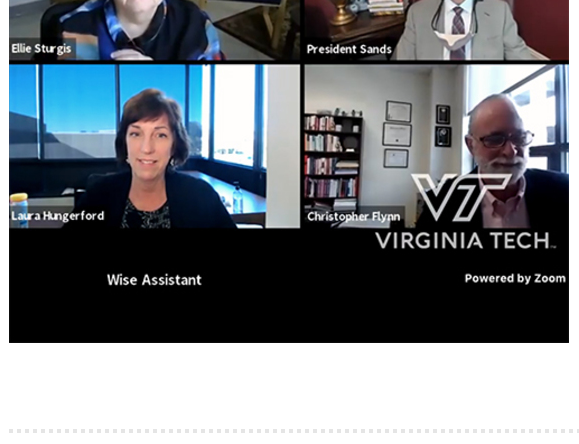 Ellie Sturgis
President Sands
Laura Hungerford
Christopher Flynn
VT
VIRGINIA TECH
Wise Assistant
Powered by Zoom